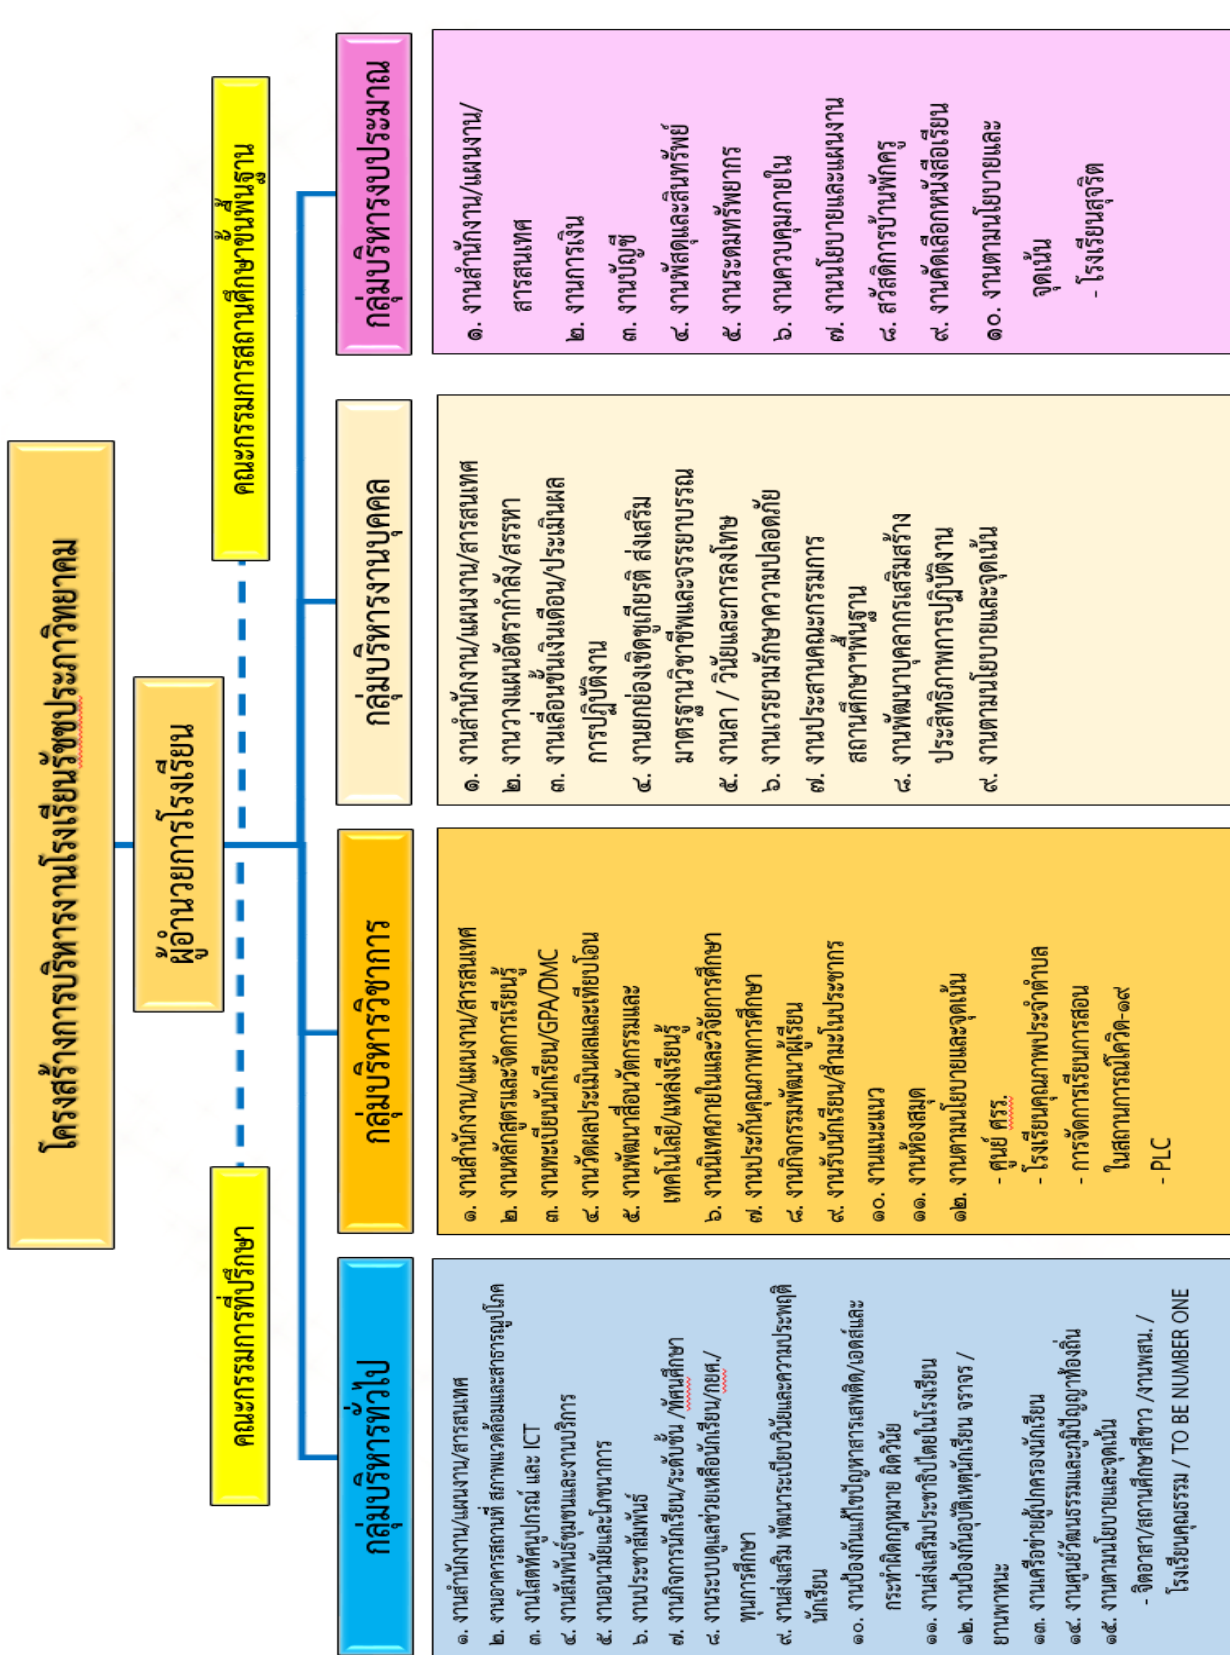 โครงสร้างการบริหารงานโรงเรียนรัชชประภาวิทยาคม
ผู้อำนวยการโรงเรียน
คณะกรรมการที่ปรึกษา
คณะกรรมการสถานศึกษาขั้นพื้นฐาน
กลุ่มบริหารทั่วไป
๑. งานสำนักงาน/แผนงาน/สารสนเทศ
๒. งานอาคารสถานที่ สภาพแวดล้อมและสาธารณูปโภค
๓. งานโสตทัศนูปกรณ์ และ ICT
๔. งานสัมพันธ์ชุมชนและงานบริการ
๕. งานอนามัยและโภชนาการ
๖. งานประชาสัมพันธ์
๗. งานกิจการนักเรียน/ระดับชั้น /ทัศนศึกษา
๘. งานระบบดูแลช่วยเหลือนักเรียน/กยศ./
ทุนการศึกษา
๙. งานส่งเสริม พัฒนาระเบียบวินัยและความประพฤติ
นักเรียน
๑๐. งานป้องกันแก้ไขปัญหาสารเสพติด/เอดส์และ
กระทำผิดกฎหมาย ผิดวินัย
๑๑. งานส่งเสริมประชาธิปไตยในโรงเรียน
๑๒. งานป้องกันอุบัติเหตุนักเรียน จราจร /
ยานพาหนะ
๑๓. งานเครือข่ายผู้ปกครองนักเรียน
๑๔. งานศูนย์วัฒนธรรมและภูมิปัญญาท้องถิ่น
๑๕. งานตามนโยบายและจุดเน้น
- จิตอาสา/สถานศึกษาสีขาว /งานพสน. /
โรงเรียนคุณธรรม / TO BE NUMBER ONE
กลุ่มบริหารวิชาการ
๑. งานสำนักงาน/แผนงาน/สารสนเทศ
๒. งานหลักสูตรและจัดการเรียนรู้
๓. งานทะเบียนนักเรียน/GPA/DMC
๔. งานวัดผลประเมินผลและเทียบโอน
๕. งานพัฒนาสื่อนวัตกรรมและ
เทคโนโลยี/แหล่งเรียนรู้
๖. งานนิเทศภายในและวิจัยการศึกษา
๗. งานประกันคุณภาพการศึกษา
๘. งานกิจกรรมพัฒนาผู้เรียน
๙. งานรับนักเรียน/สำมะโนประชากร
๑๐. งานแนะแนว
๑๑. งานห้องสมุด
๑๒. งานตามนโยบายและจุดเน้น
- ศูนย์ ศรร.
- โรงเรียนคุณภาพประจำตำบล
- การจัดการเรียนการสอน
ในสถานการณ์โควิด-๑๙
- PLC
กลุ่มบริหารงานบุคคล
๑. งานสำนักงาน/แผนงาน/สารสนเทศ
๒. งานวางแผนอัตรากำลัง/สรรหา
๓. งานเลื่อนขั้นเงินเดือน/ประเมินผล
การปฏิบัติงาน
๔. งานยกย่องเชิดชูเกียรติ ส่งเสริม
มาตรฐานวิชาชีพและจรรยาบรรณ
๕. งานลา / วินัยและการลงโทษ
๖. งานเวรยามรักษาความปลอดภัย
๗. งานประสานคณะกรรมการ
สถานศึกษาฯพื้นฐาน
๘. งานพัฒนาบุคลากรเสริมสร้าง
ประสิทธิภาพการปฏิบัติงาน
๙. งานตามนโยบายและจุดเน้น
กลุ่มบริหารงบประมาณ
๑. งานสำนักงาน/แผนงาน/
สารสนเทศ
๒. งานการเงิน
๓. งานบัญชี
๔. งานพัสดุและสินทรัพย์
๕. งานระดมทรัพยากร
๖. งานควบคุมภายใน
๗. งานนโยบายและแผนงาน
๘. สวัสดิการบ้านพักครู
๙. งานคัดเลือกหนังสือเรียน
๑๐. งานตามนโยบายและ
จุดเน้น
- โรงเรียนสุจริต